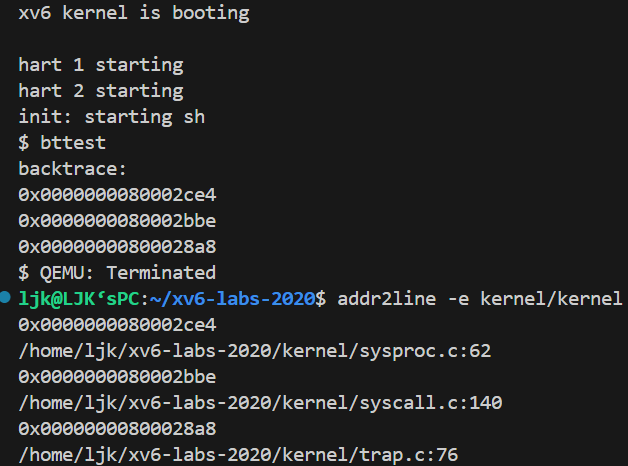 xv6 kernel is booting
hart 1 starting
hart 2 starting
init: starting sh
$ bttest
backtrace:
0x0000000080002ce4
0x0000000080002bbe
0x00000000800028a8
$ QEMU: Terminated
ljk@LJK‘sPC:~/xv6-labs-2020$ addr2line -e kernel/kernel
0x0000000080002ce4
/home/ljk/xv6-labs-2020/kernel/sysproc.c:62
0x0000000080002bbe
/home/ljk/xv6-labs-2020/kernel/syscall.c:140
0x00000000800028a8
/home/ljk/xv6-labs-2020/kernel/trap.c:76